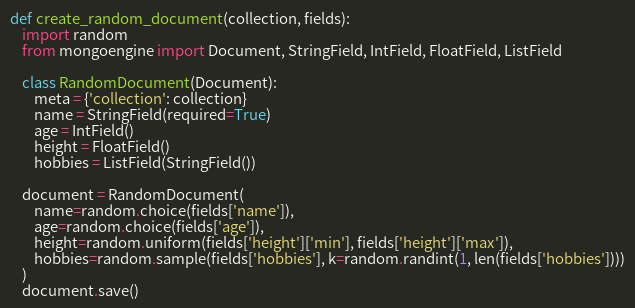 def create_random_document(collection, fields):
    import random
    from mongoengine import Document, StringField, IntField, FloatField, ListField

    class RandomDocument(Document):
        meta = {'collection': collection}
        name = StringField(required=True)
        age = IntField()
        height = FloatField()
        hobbies = ListField(StringField())

    document = RandomDocument(
        name=random.choice(fields['name']),
        age=random.choice(fields['age']),
        height=random.uniform(fields['height']['min'], fields['height']['max']),
        hobbies=random.sample(fields['hobbies'], k=random.randint(1, len(fields['hobbies'])))
    )
    document.save()